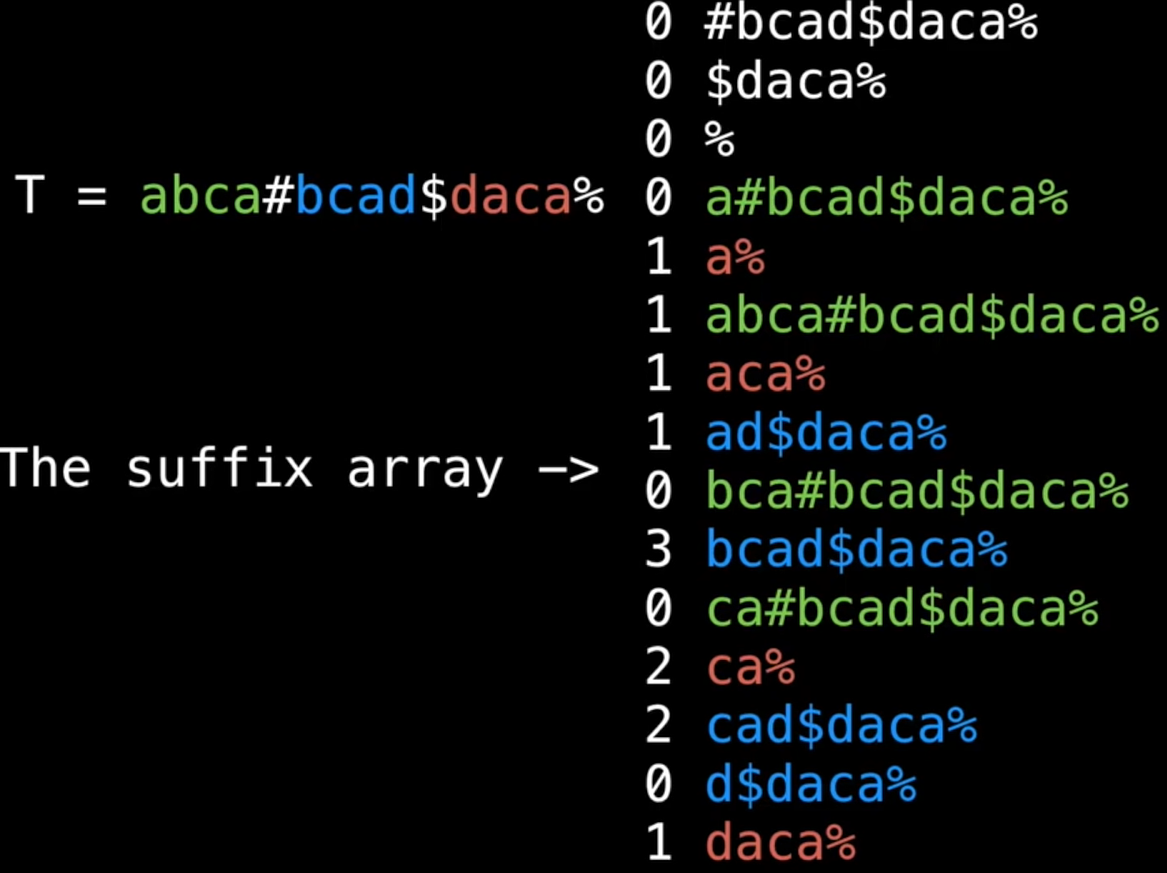 0 #bcad$daca%
0 $daca%
0 %
T = abca#bcad$daca%
0 a#bcad$daca%
1 a%
1 abca#bcad$daca%
1 aca%
1 ad$daca%
The suffix array ->
0 bca#bcad$daca%
3 bcad$daca%
0 ca#bcad$daca%
2 ca%
2 cad$daca%
0 d$daca%
1 daca%